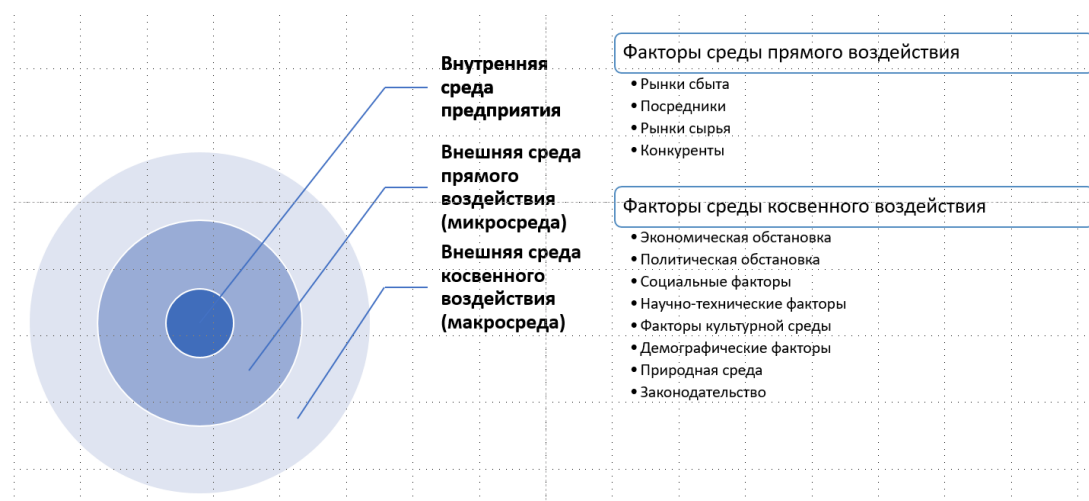 Внутренняя
среда
предприятия
Внешняя среда
прямого
воздействия
(микросреда)
Внешняя среда
косвенного
воздействия
(макросреда)
Факторы среды прямого воздействия
• Рынки сбыта
• Посредники
• Рынки сырья
• Конкуренты
Факторы среды косвенного воздействия
• Экономическая обстановка
• Политическая обстановка
• Социальные факторы
• Научно-технические факторы
• Факторы культурной среды
• Демографические факторы
• Природная среда
• Законодательство